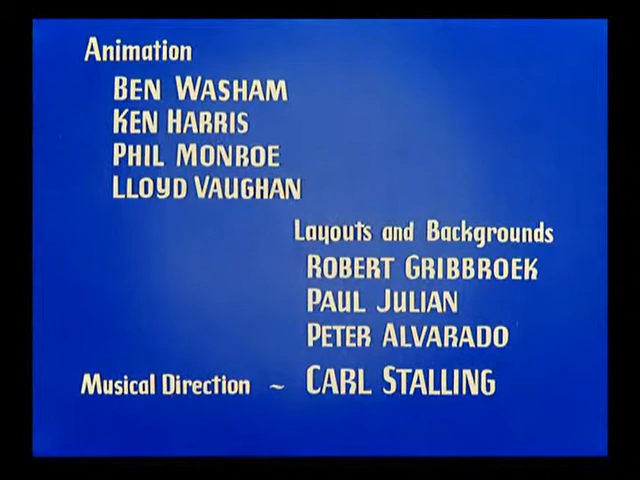 Animation
BEN WASHAM
KEN HARRIS
PHIL MONROE
LLOYD VAUGHAN
Layouts and Backgrounds
ROBERT GRIBBROEK
PAUL JULIAN
PETER ALVARADO
Musical Direction ~ CARL STALLING